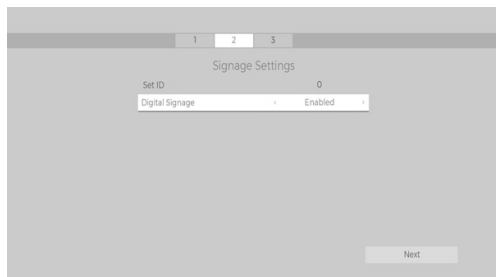 1 2 3
Signage Settings
Set ID 0
Digital Signage ‹ Enabled ›
Next